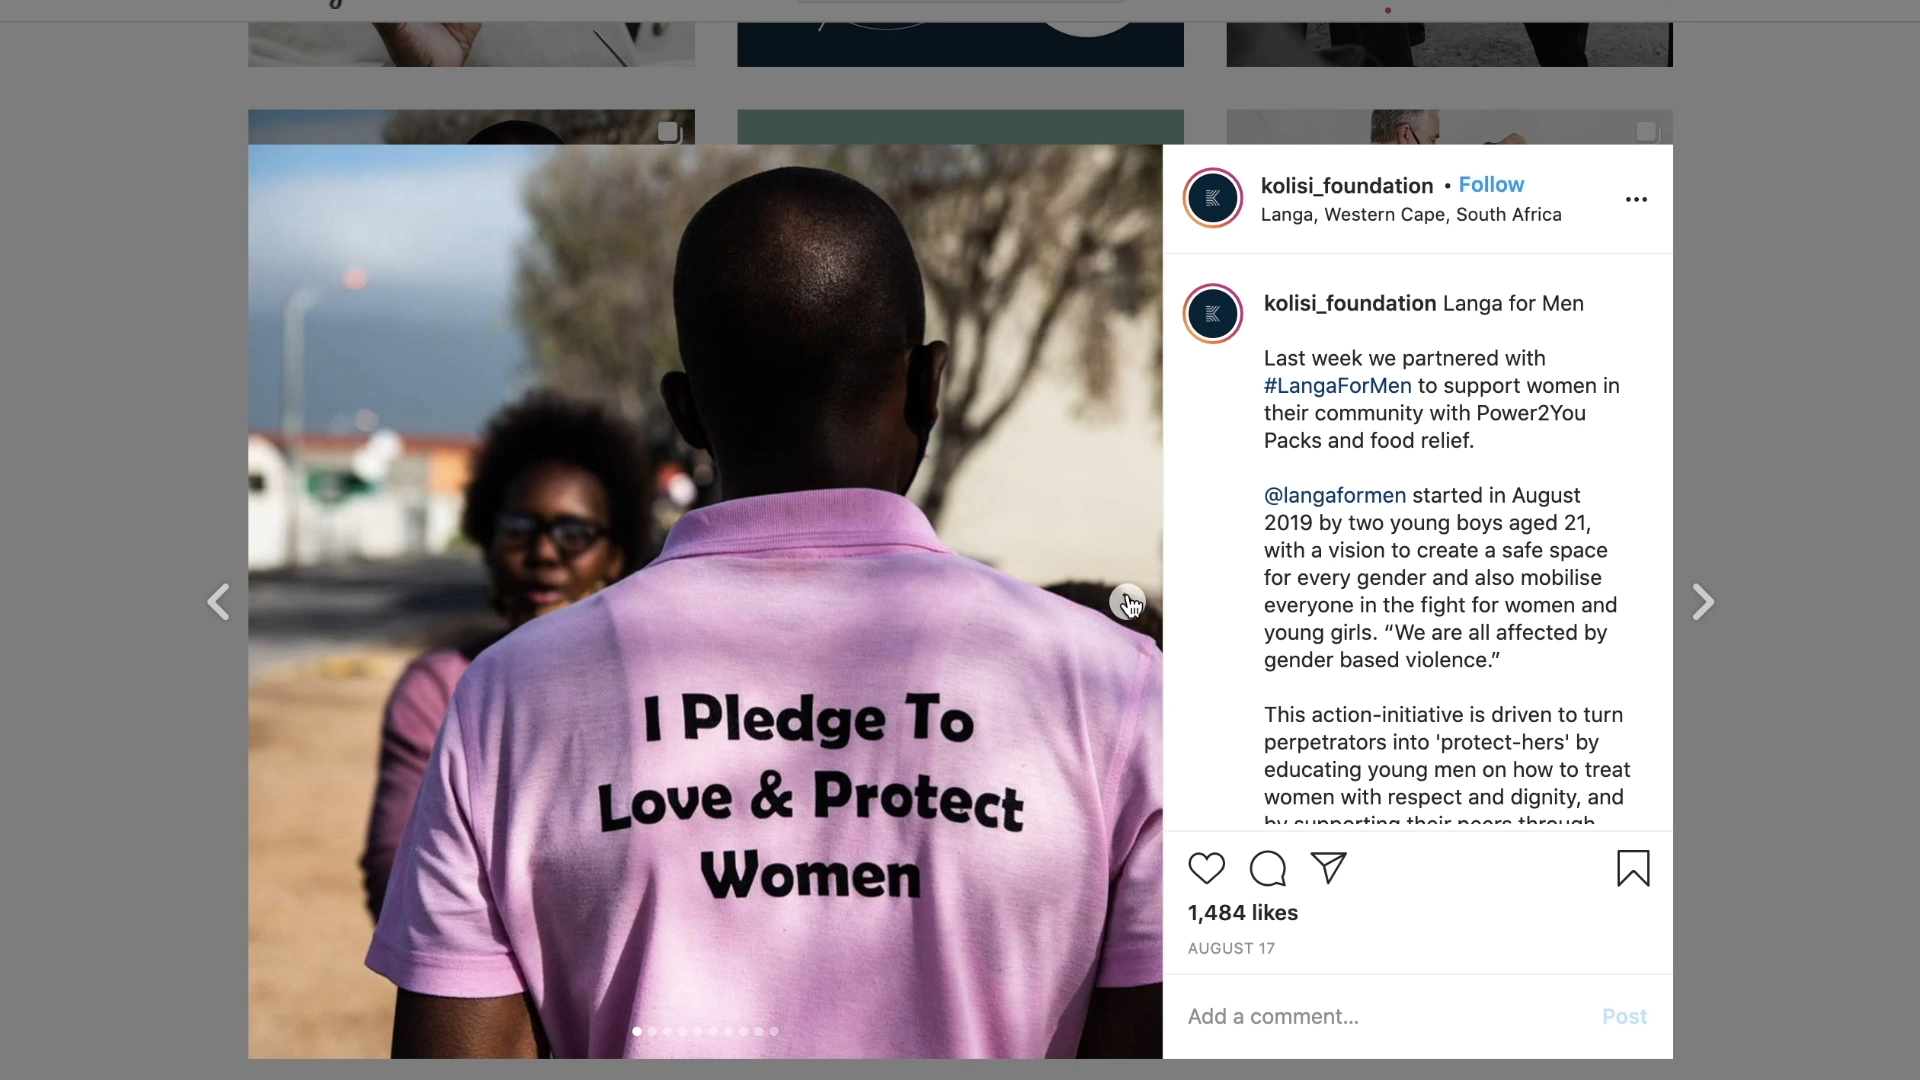 I Pledge To
Love & Protect
Women
kolisi_foundation • Follow
Langa, Western Cape, South Africa
kolisi_foundation Langa for Men
Last week we partnered with
#LangaForMen to support women in
their community with Power2You
Packs and food relief.
@langaformen started in August
2019 by two young boys aged 21,
with a vision to create a safe space
for every gender and also mobilise
everyone in the fight for women and
young girls. “We are all affected by
gender based violence.”
This action-initiative is driven to turn
perpetrators into 'protect-hers' by
educating young men on how to treat
women with respect and dignity, and
by supporting their peers through
1,484 likes
AUGUST 17
Add a comment...
Post